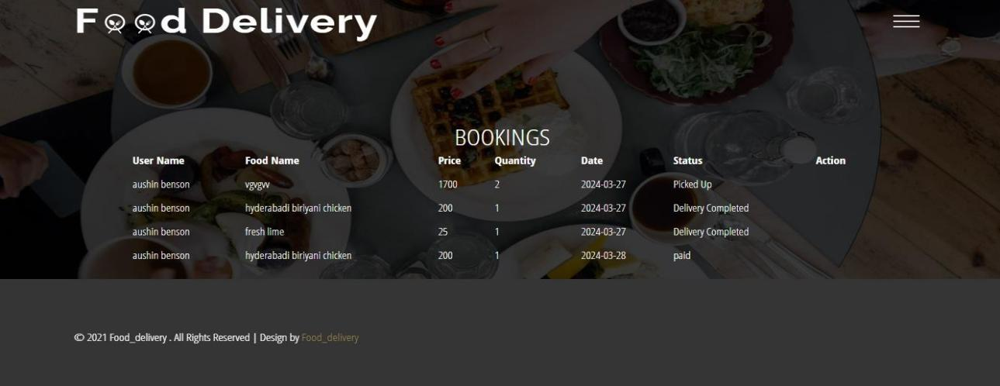 Food Delivery
BOOKINGS
User Name Food Name Price Quantity Date Status Action
aushin benson vgvgvv 1700 2 2024-03-27 Picked Up
aushin benson hyderabadi biriyani chicken 200 1 2024-03-27 Delivery Completed
aushin benson fresh lime 25 1 2024-03-27 Delivery Completed
aushin benson hyderabadi biriyani chicken 200 1 2024-03-28 paid
© 2021 Food_delivery . All Rights Reserved | Design by Food_delivery